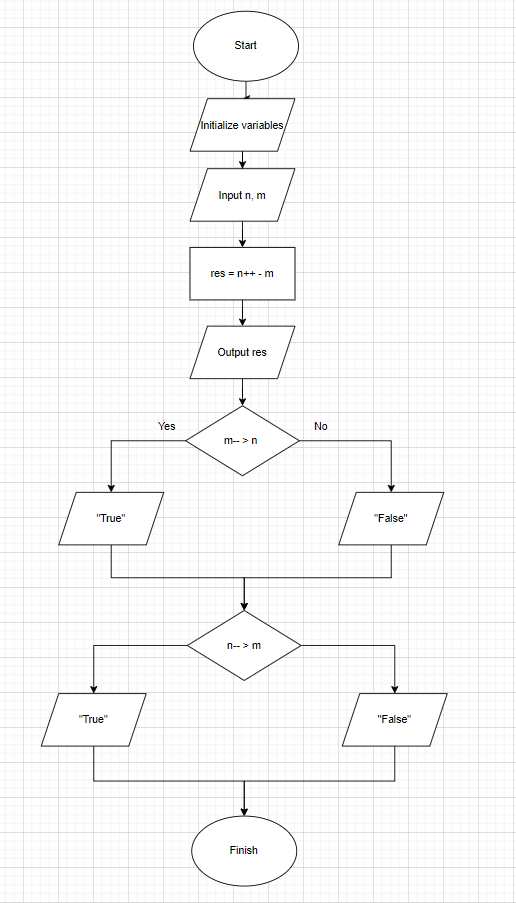 Start
Initialize variables
Input n, m
res = n++ - m
Output res
Yes
No
m-- > n
"True"
"False"
n-- > m
"True"
"False"
Finish